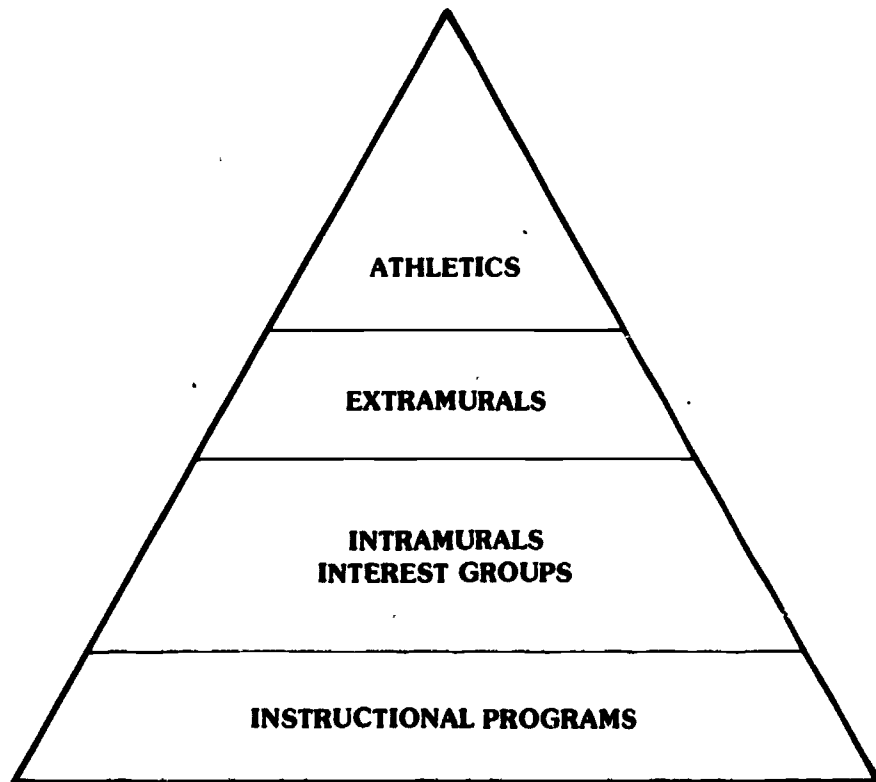 ATHLETICS
EXTRAMURALS
INTRAMURALS
INTEREST GROUPS
INSTRUCTIONAL PROGRAMS